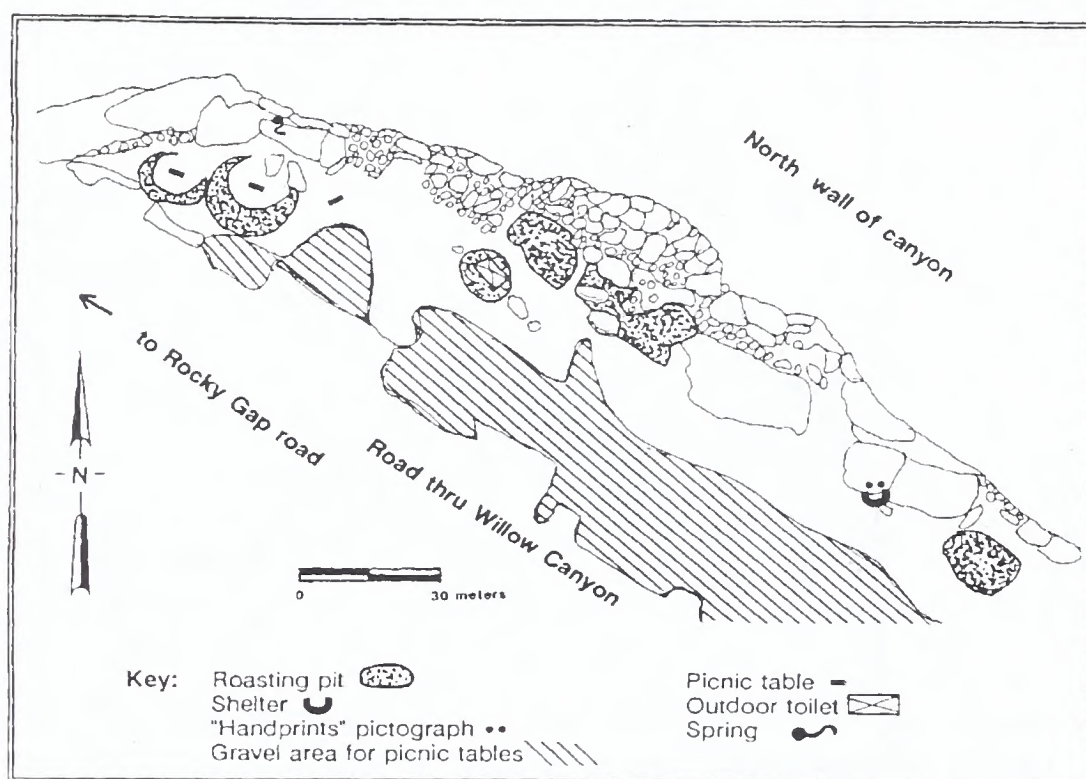 North wall of canyon
to Rocky Gap road
Road thru Willow Canyon
N
0 30 meters
Key:
Roasting pit
Shelter
"Handprints" pictograph
Gravel area for picnic tables
Picnic table
Outdoor toilet
Spring